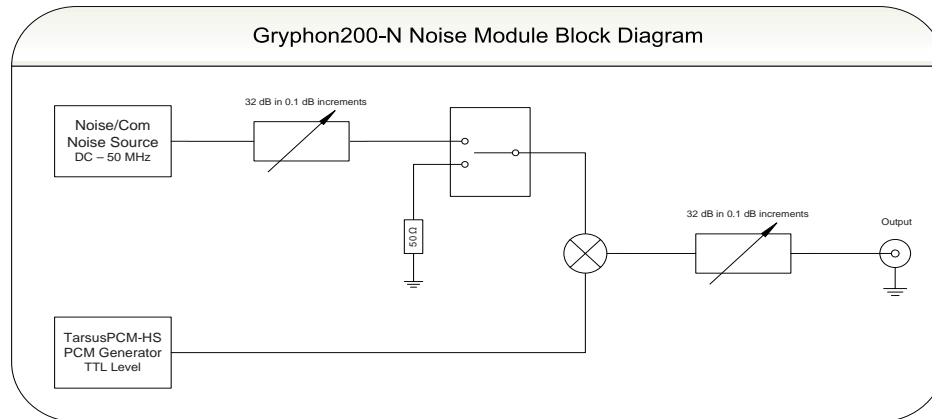 Gryphon200-N Noise Module Block Diagram
32 dB in 0.1 dB increments
Noise/Com
Noise Source
DC – 50 MHz
50Ω
32 dB in 0.1 dB increments
Output
TarsusPCM-HS
PCM Generator
TTL Level